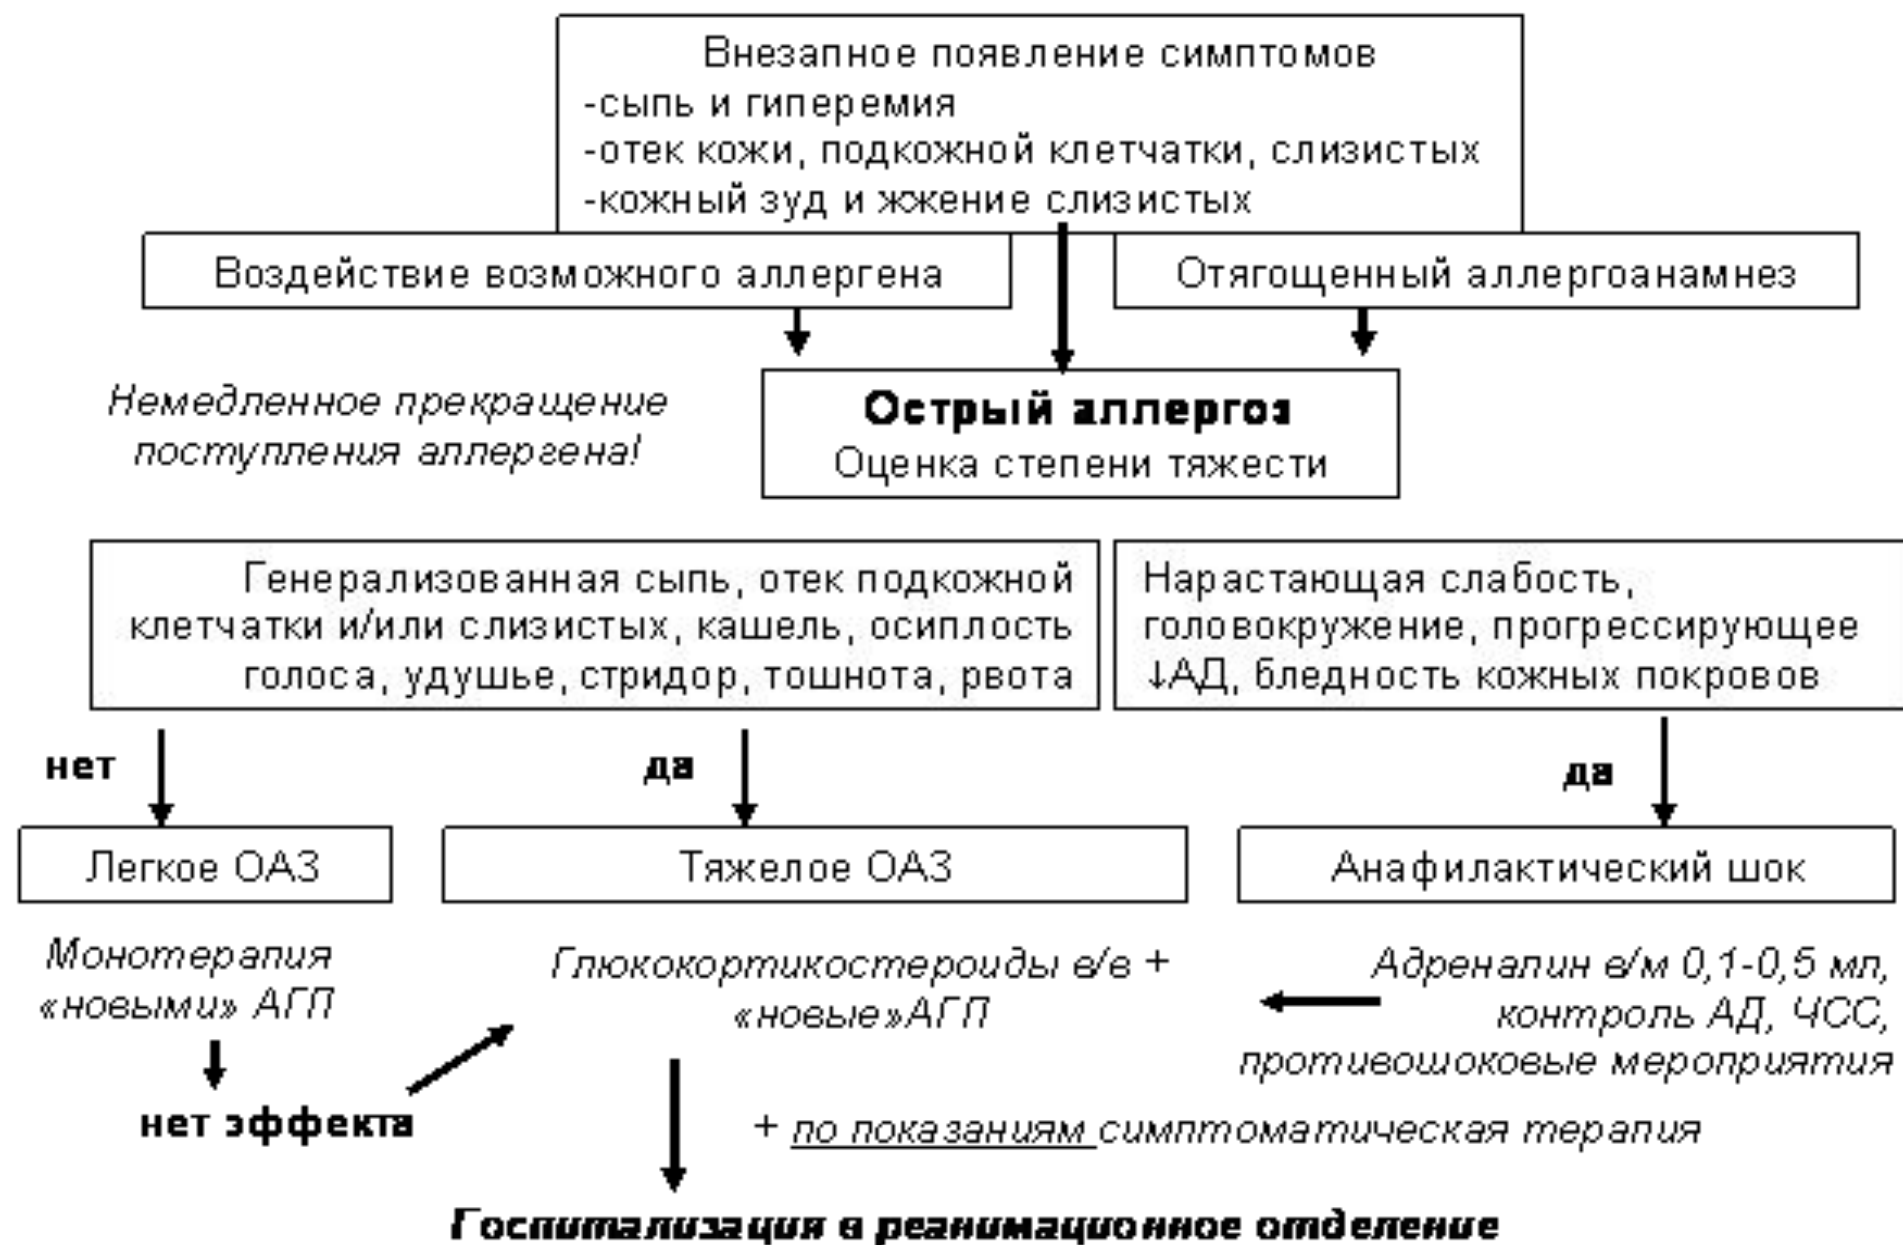 Внезапное появление симптомов
-сыпь и гиперемия
-отек кожи, подкожной клетчатки, слизистых
-кожный зуд и жжение слизистых
Воздействие возможного аллергена
Отягощенный аллергоанамнез
Немедленное прекращение
поступления аллергена!
Острый аллергоз
Оценка степени тяжести
Генерализованная сыпь, отек подкожной
клетчатки и/или слизистых, кашель, осиплость
голоса, удушье, стридор, тошнота, рвота
Нарастающая слабость,
головокружение, прогрессирующее
↓АД, бледность кожных покровов
нет
да
да
Легкое ОАЗ
Тяжелое ОАЗ
Анафилактический шок
Монотерапия
«новыми» АГП
Глюкокортикостероиды в/в +
«новые»АГП
Адреналин в/м 0,1-0,5 мл,
контроль АД, ЧСС,
противошоковые мероприятия
нет эффекта
+ по показаниям симптоматическая терапия
Госпитализация в реанимационное отделение